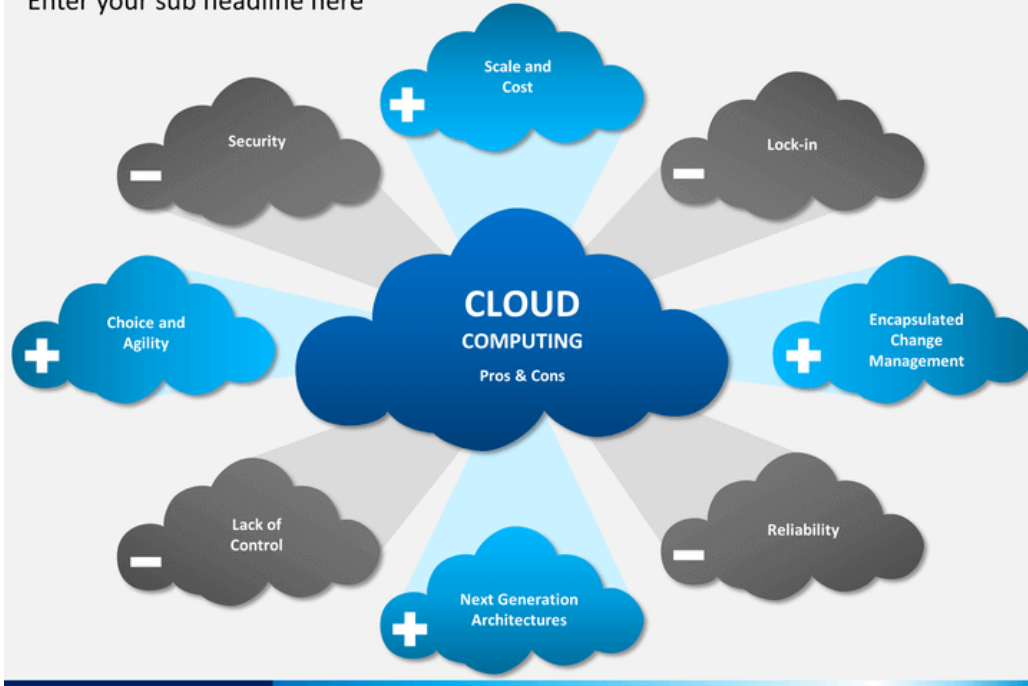 Enter your sub headline here
Scale and
Cost
Security
Lock-in
Choice and
Agility
CLOUD
COMPUTING
Pros & Cons
Encapsulated
Change
Management
Lack of
Control
Reliability
Next Generation
Architectures